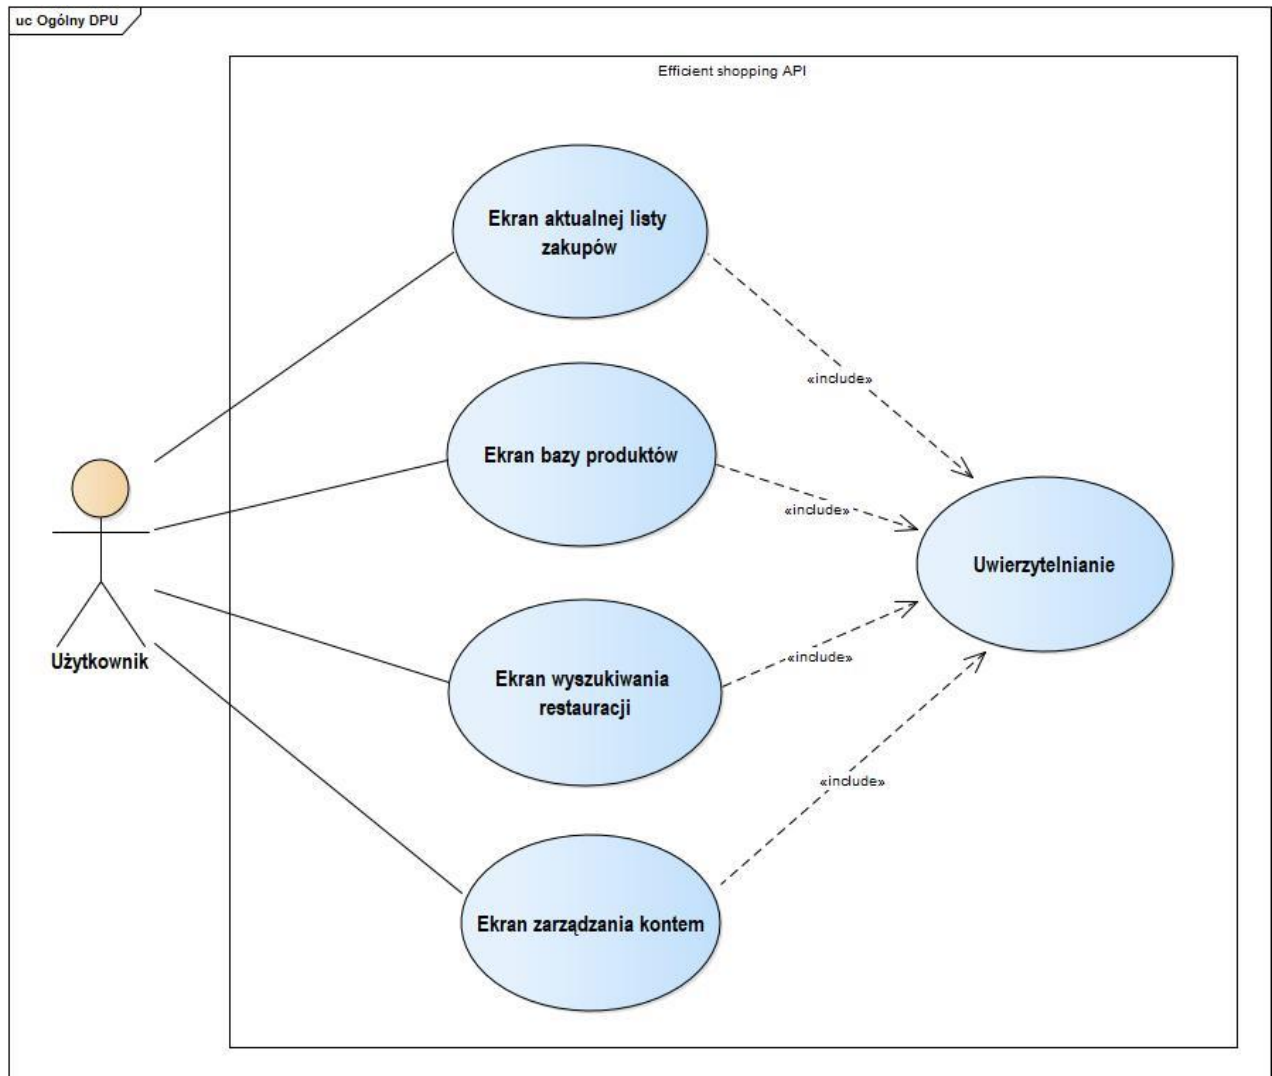 uc Ogólny DPU
Efficient shopping API
Ekran aktualnej listy
zakupów
«include»
Ekran bazy produktów
«include»
Uwierzytelnianie
Użytkownik
Ekran wyszukiwania
restauracji
«include»
«include»
Ekran zarządzania kontem